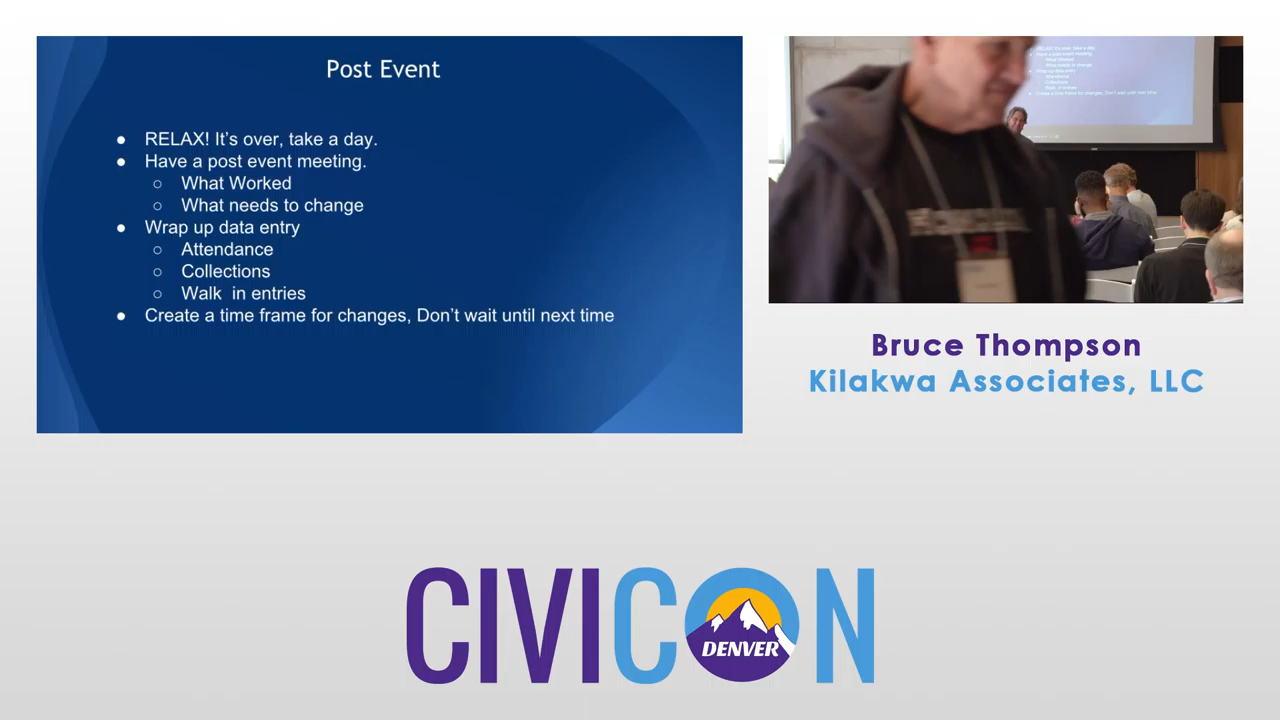 Post Event
● RELAX! It's over, take a day.
● Have a post event meeting.
○ What Worked
○ What needs to change
● Wrap up data entry
○ Attendance
○ Collections
○ Walk  in entries
● Create a time frame for changes, Don't wait until next time
Bruce Thompson
Kilakwa Associates, LLC
CIVICON
DENVER